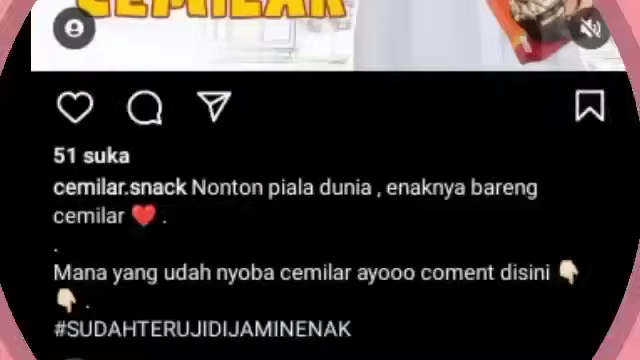 CEMILAR
51 suka
cemilar.snack Nonton piala dunia , enaknya bareng
cemilar ❤️ .
.
Mana yang udah nyoba cemilar ayooo coment disini 👇🏻
👇🏻 .
#SUDAHTERUJIDIJAMINENAK